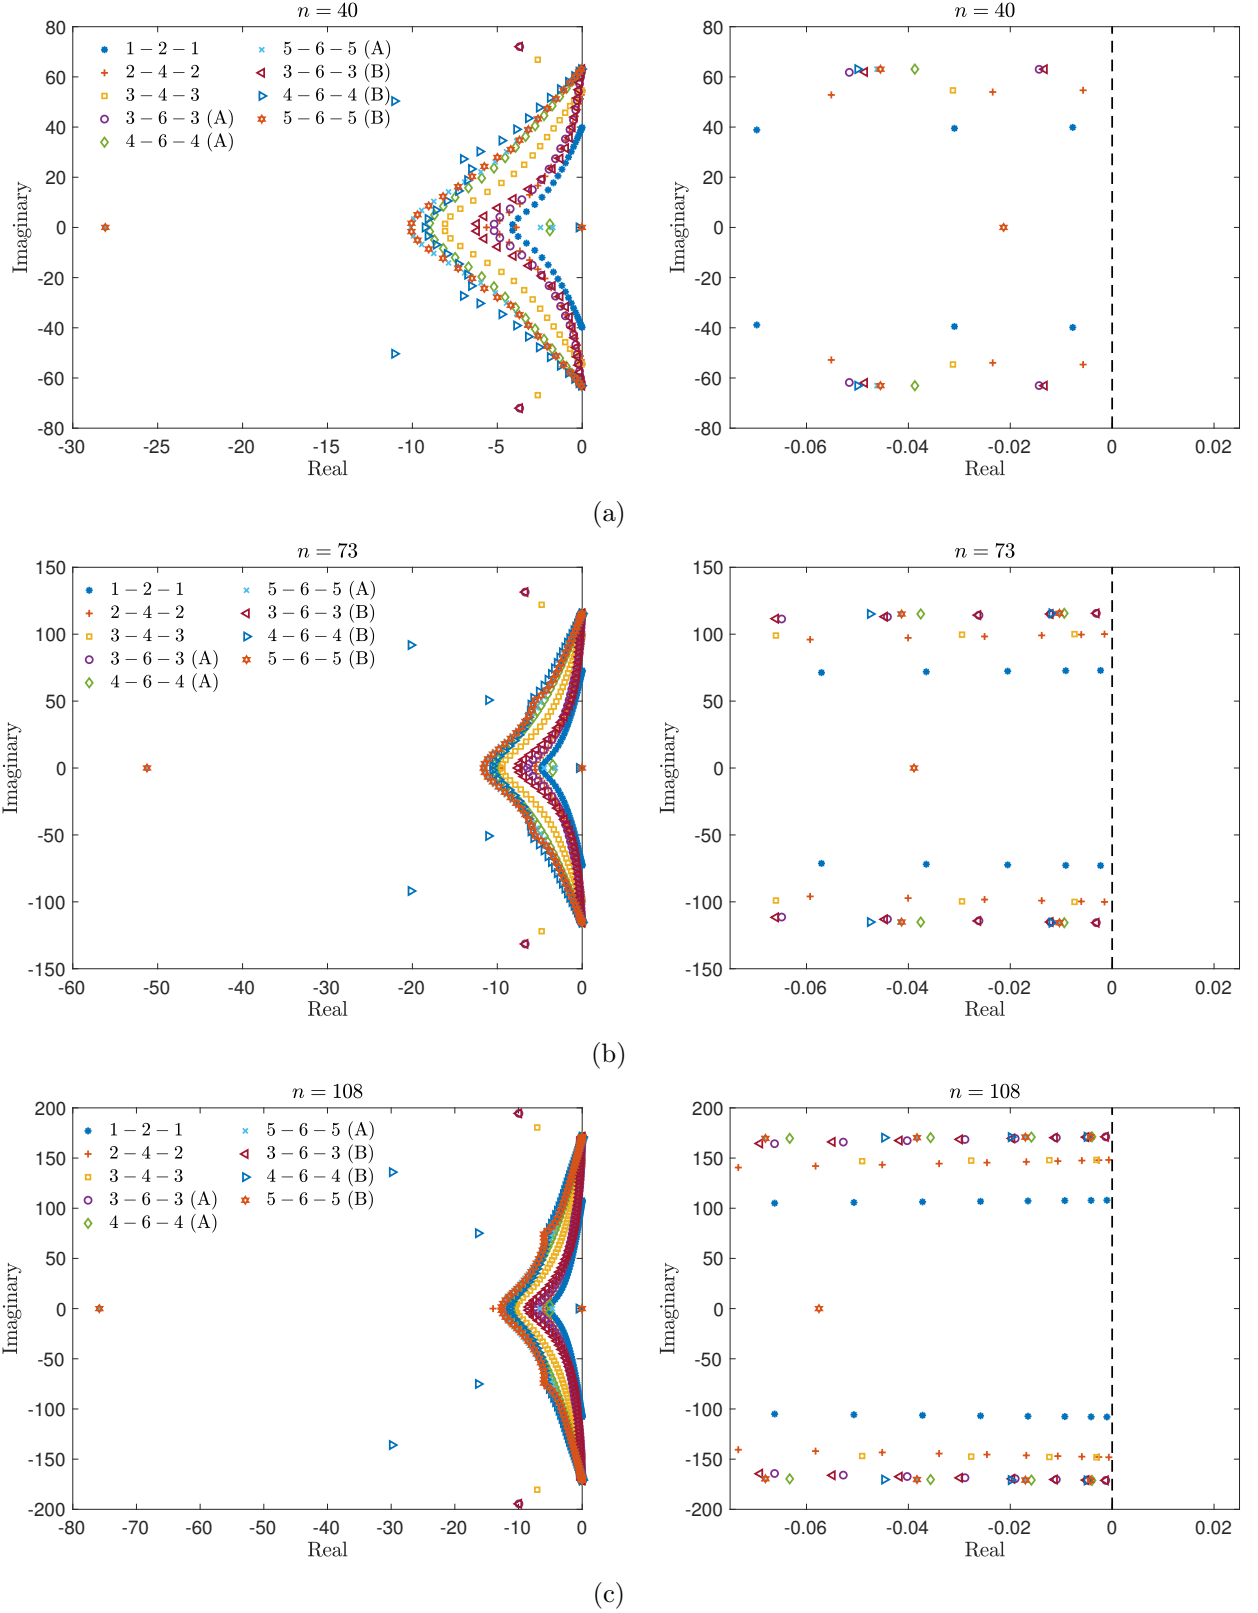 n = 40
80
60
40
20
0
-20
-40
-60
-80
Imaginary
1 − 2 − 1
2 − 4 − 2
3 − 4 − 3
3 − 6 − 3 (A)
4 − 6 − 4 (A)
5 − 6 − 5 (A)
3 − 6 − 3 (B)
4 − 6 − 4 (B)
5 − 6 − 5 (B)
-30 -25 -20 -15 -10 -5 0
Real
n = 40
80
60
40
20
0
-20
-40
-60
-80
Imaginary
-0.06 -0.04 -0.02 0 0.02
Real
(a)
n = 73
150
100
50
0
-50
-100
-150
Imaginary
1 − 2 − 1
2 − 4 − 2
3 − 4 − 3
3 − 6 − 3 (A)
4 − 6 − 4 (A)
5 − 6 − 5 (A)
3 − 6 − 3 (B)
4 − 6 − 4 (B)
5 − 6 − 5 (B)
-60 -50 -40 -30 -20 -10 0
Real
n = 73
150
100
50
0
-50
-100
-150
Imaginary
-0.06 -0.04 -0.02 0 0.02
Real
(b)
n = 108
200
150
100
50
0
-50
-100
-150
-200
Imaginary
1 − 2 − 1
2 − 4 − 2
3 − 4 − 3
3 − 6 − 3 (A)
4 − 6 − 4 (A)
5 − 6 − 5 (A)
3 − 6 − 3 (B)
4 − 6 − 4 (B)
5 − 6 − 5 (B)
-80 -70 -60 -50 -40 -30 -20 -10 0
Real
n = 108
200
150
100
50
0
-50
-100
-150
-200
Imaginary
-0.06 -0.04 -0.02 0 0.02
Real
(c)